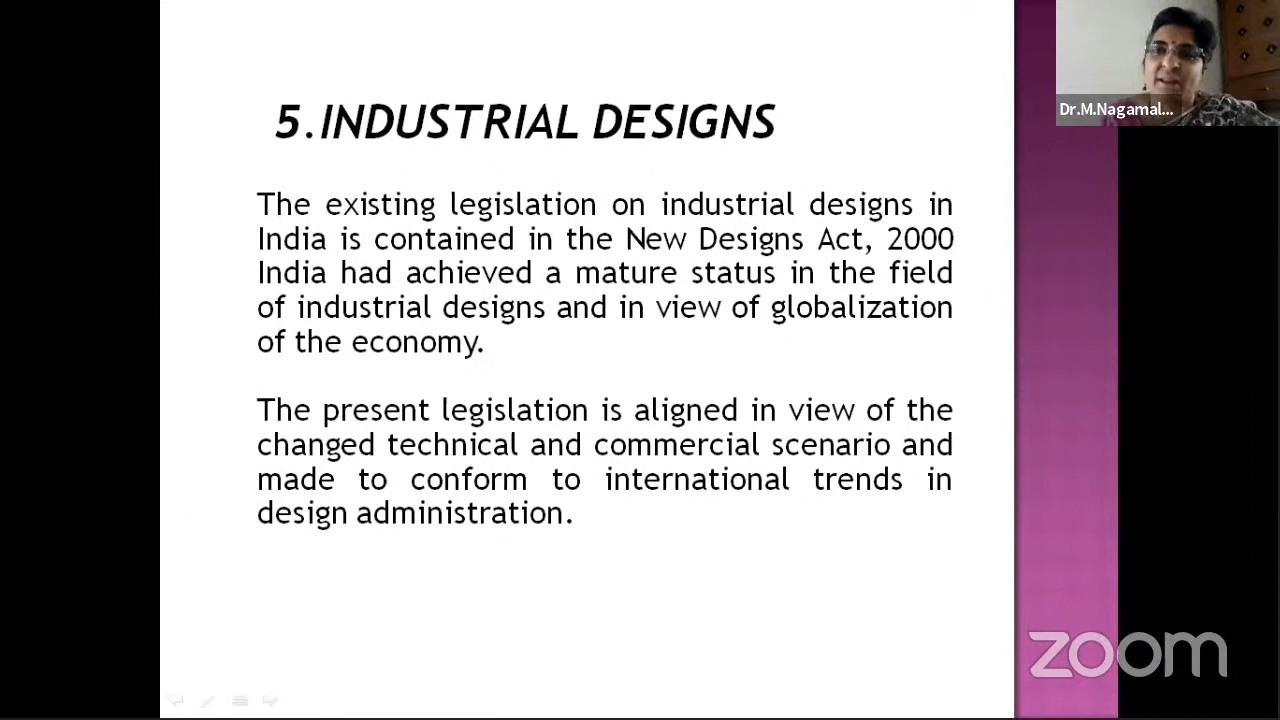 Dr.M.Nagamal...
5.INDUSTRIAL DESIGNS
The existing legislation on industrial designs in
India is contained in the New Designs Act, 2000
India had achieved a mature status in the field
of industrial designs and in view of globalization
of the economy.
The present legislation is aligned in view of the
changed technical and commercial scenario and
made to conform to international trends in
design administration.
zoom